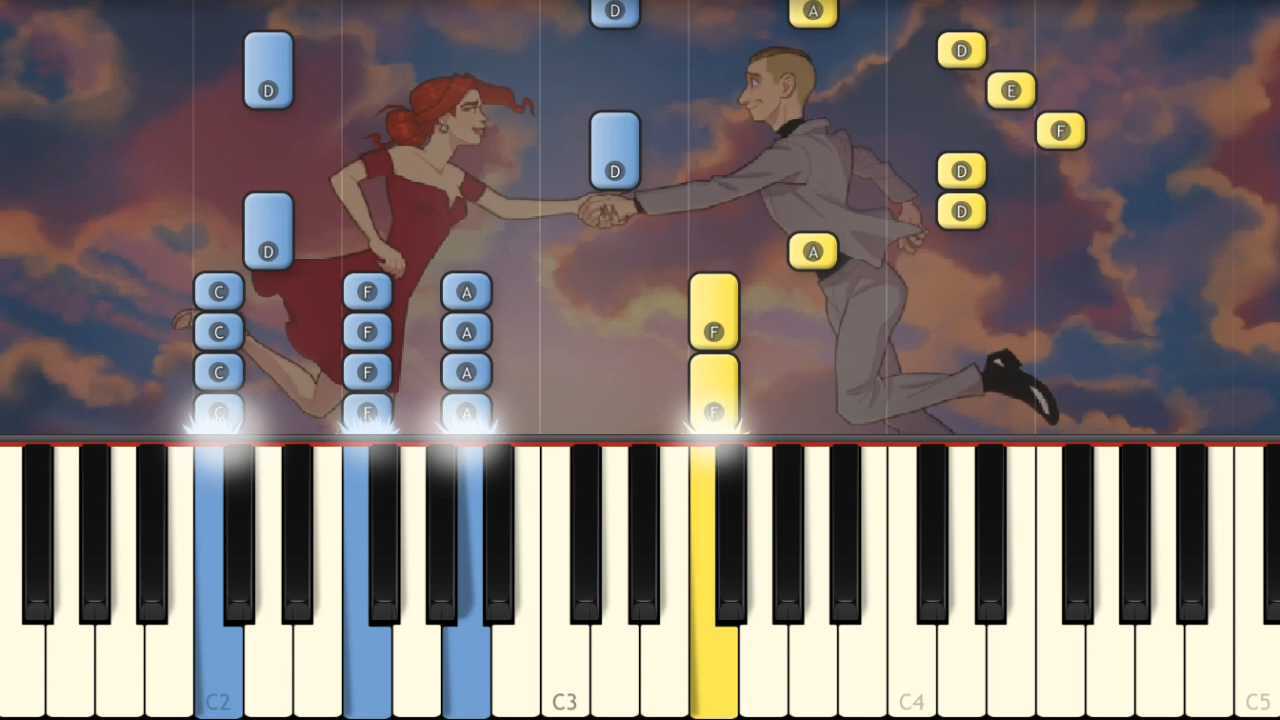 D A
D
D E
F
D D
D
D A
C F A
C F A F
C F A
C F A F
C2 C3 C4 C5